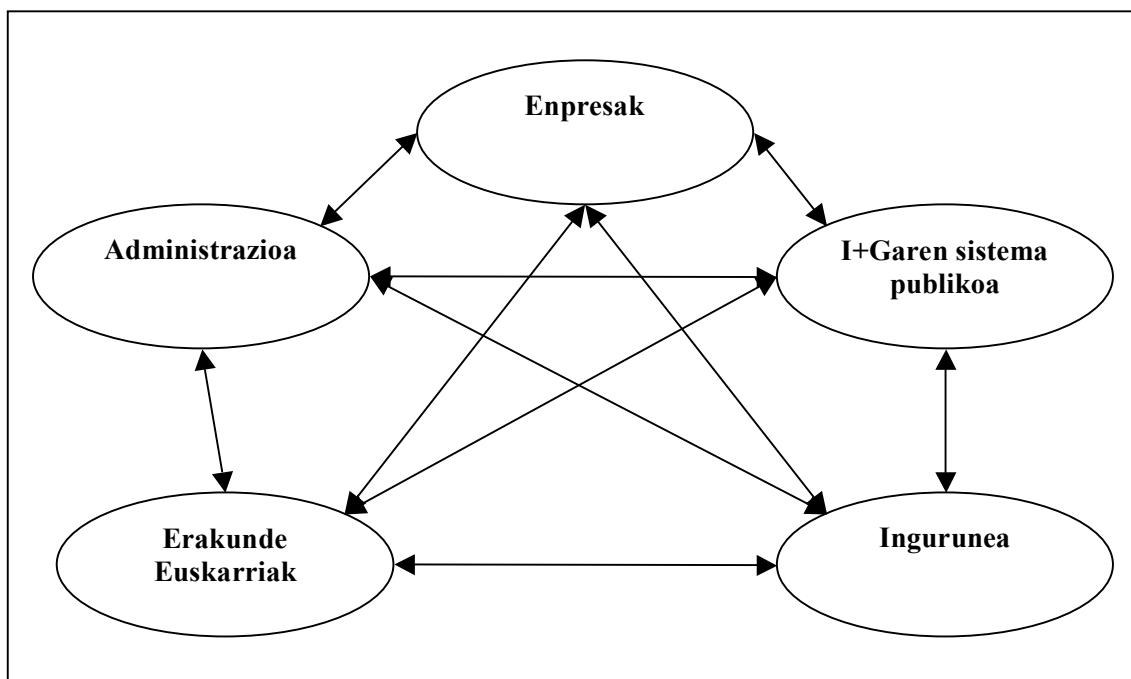 Enpresak
Administrazioa
I+Garen sistema
publikoa
Erakunde
Euskarriak
Ingurunea